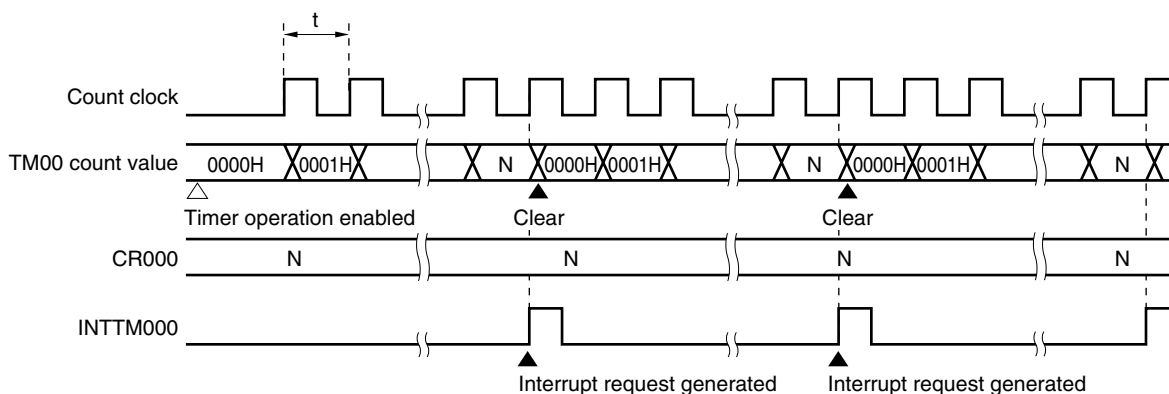 t
Count clock
TM00 count value 0000H 0001H N 0000H 0001H N 0000H 0001H N
Timer operation enabled Clear Clear
CR000 N N N N
INTTM000
Interrupt request generated Interrupt request generated